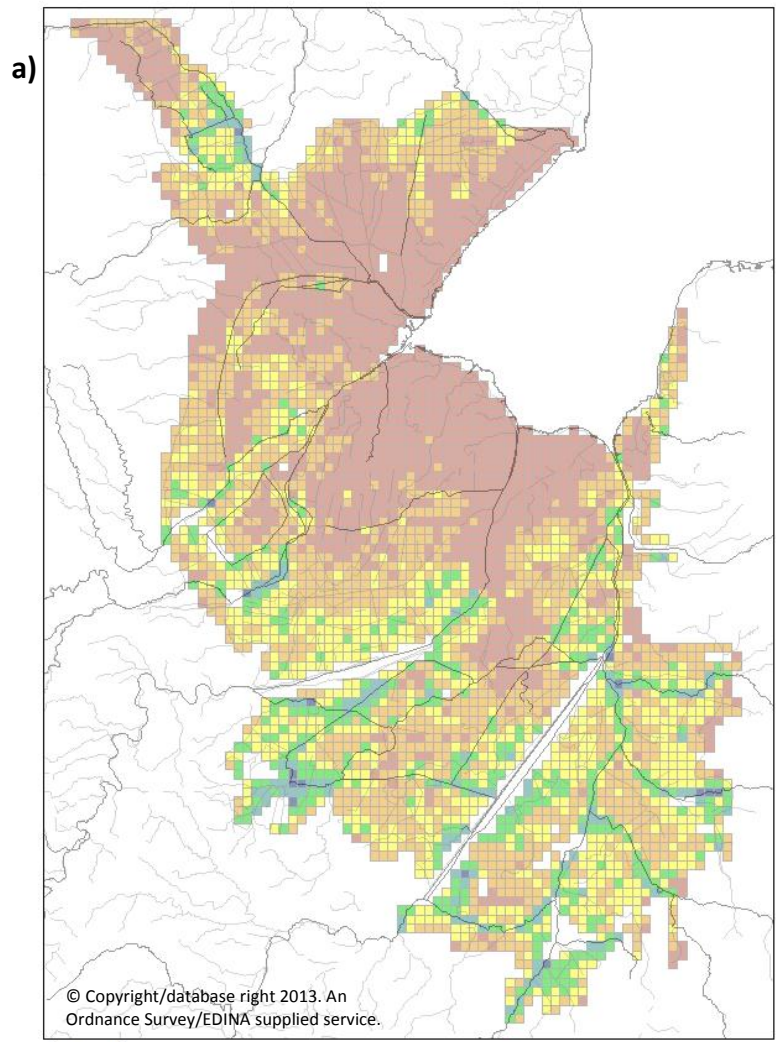 a)
© Copyright/database right 2013. An
Ordnance Survey/EDINA supplied service.